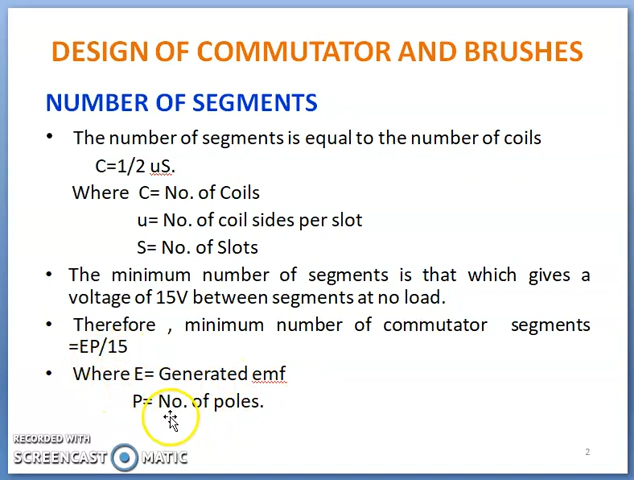 DESIGN OF COMMUTATOR AND BRUSHES
NUMBER OF SEGMENTS
• The number of segments is equal to the number of coils
C=1/2 uS.
Where C= No. of Coils
u= No. of coil sides per slot
S= No. of Slots
• The minimum number of segments is that which gives a
voltage of 15V between segments at no load.
• Therefore , minimum number of commutator segments
=EP/15
• Where E= Generated emf
P= No. of poles.
RECORDED WITH
SCREENCAST MATIC
2